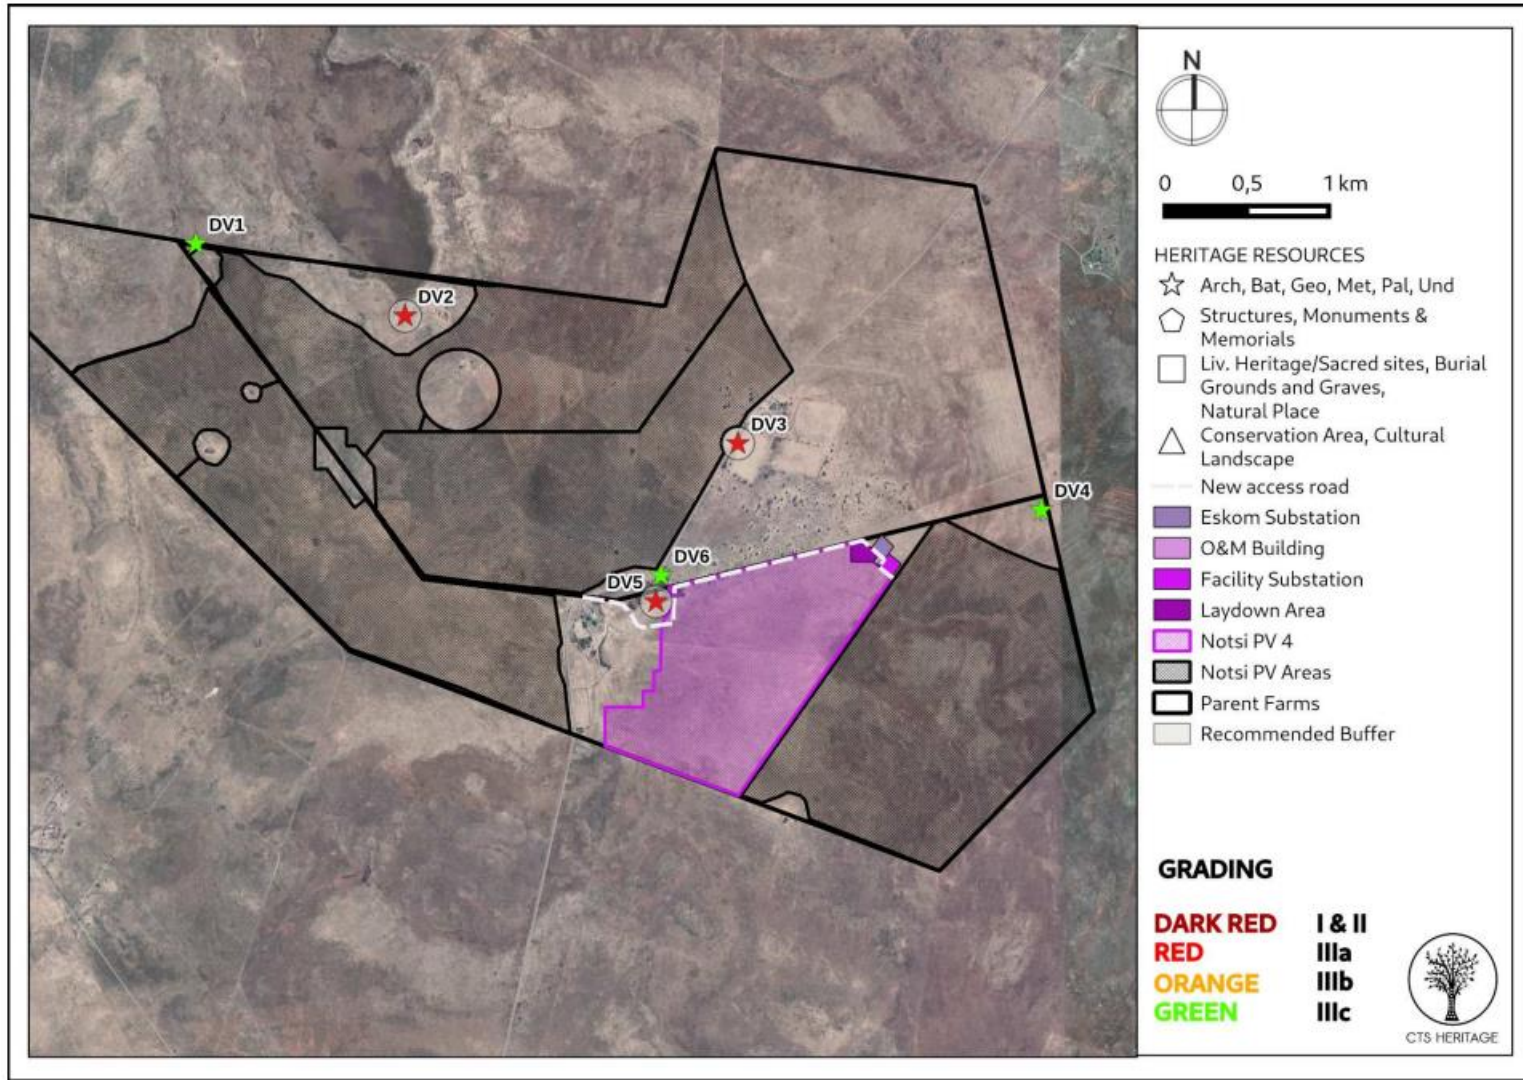 DV1
DV2
DV3
DV4
DV6
DV5
N
0 0,5 1 km
HERITAGE RESOURCES
Arch, Bat, Geo, Met, Pal, Und
Structures, Monuments &
Memorials
Liv. Heritage/Sacred sites, Burial
Grounds and Graves,
Natural Place
Conservation Area, Cultural
Landscape
New access road
Eskom Substation
O&M Building
Facility Substation
Laydown Area
Notsi PV 4
Notsi PV Areas
Parent Farms
Recommended Buffer
GRADING
DARK RED I & II
RED IIIa
ORANGE IIIb
GREEN IIIc
CTS HERITAGE